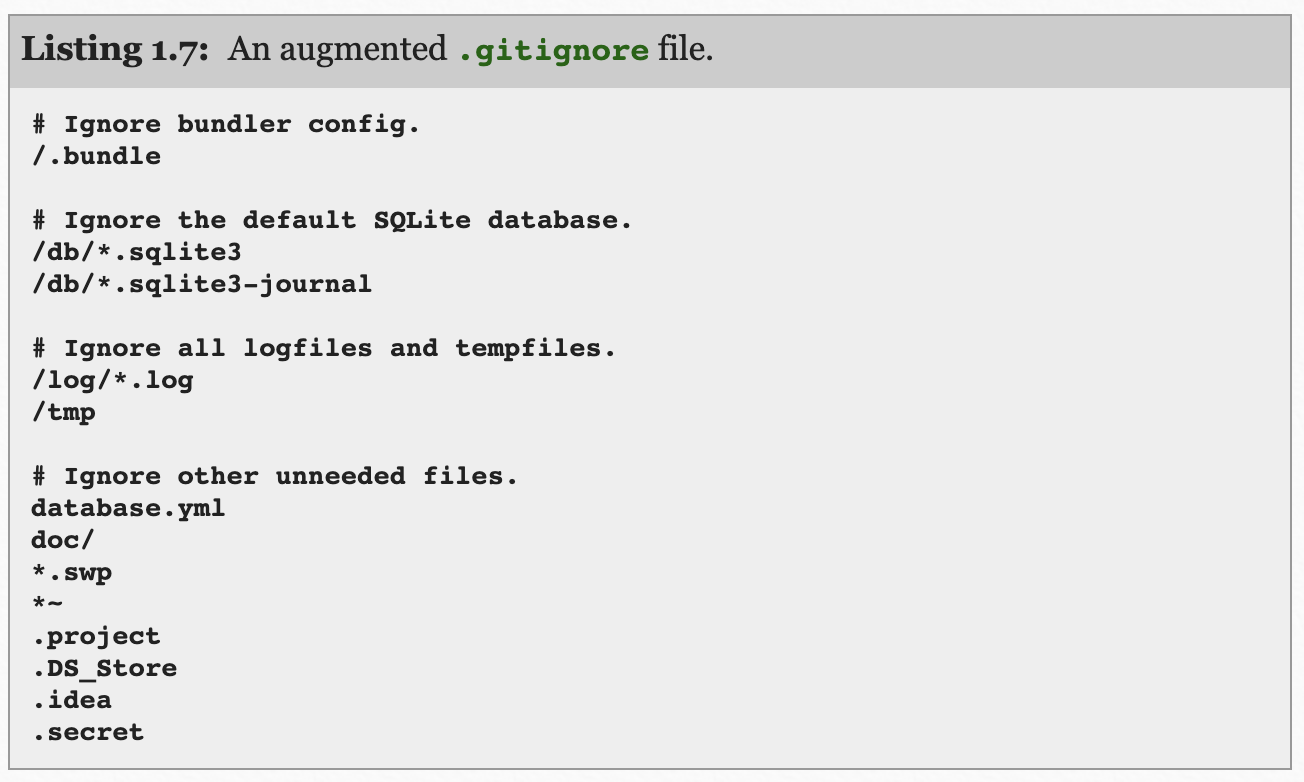 Listing 1.7: An augmented .gitignore file.
# Ignore bundler config.
/.bundle
# Ignore the default SQLite database.
/db/*.sqlite3
/db/*.sqlite3-journal
# Ignore all logfiles and tempfiles.
/log/*.log
/tmp
# Ignore other unneeded files.
database.yml
doc/
*.swp
*~
.project
.DS_Store
.idea
.secret